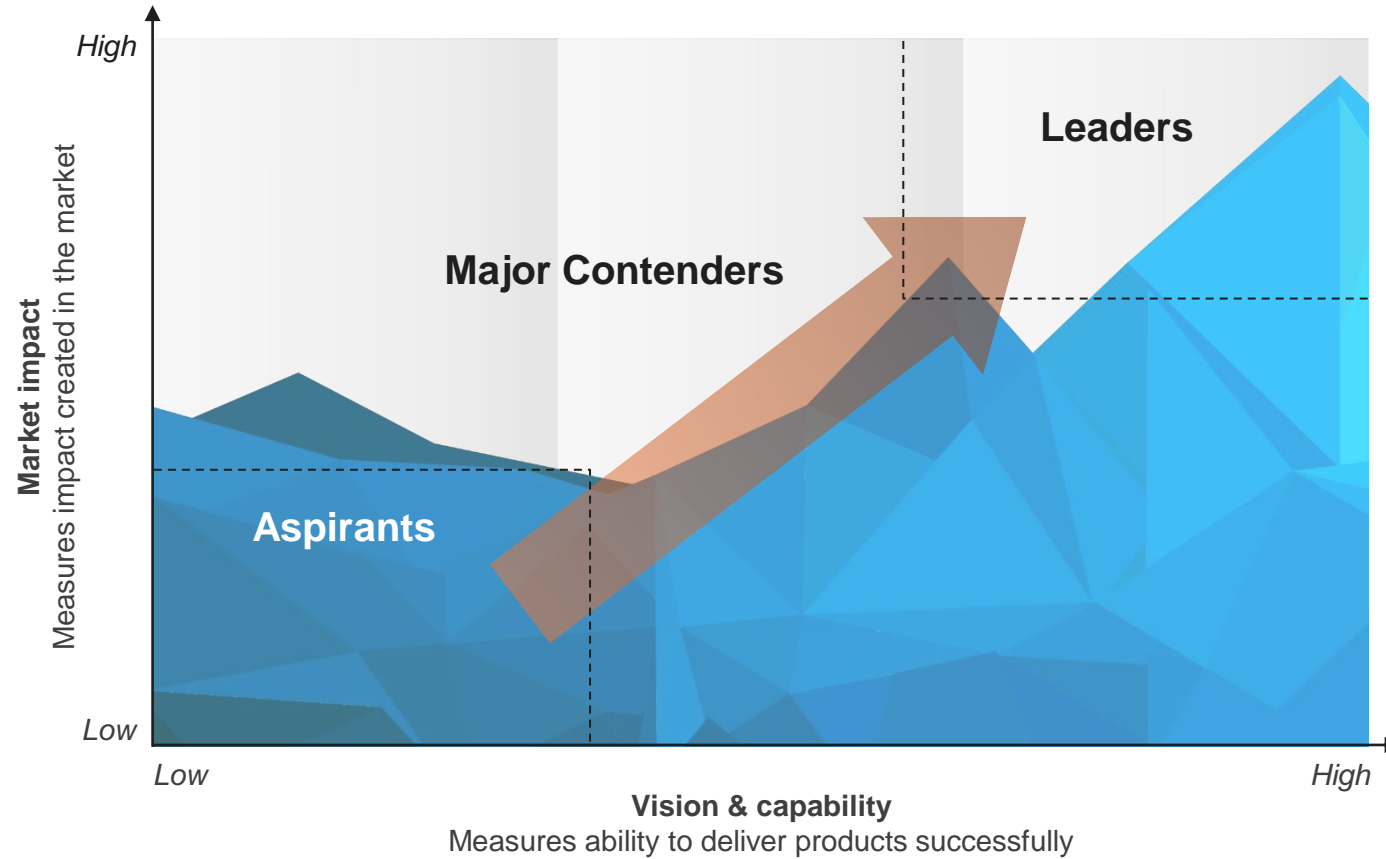 High
Leaders
Major Contenders
Market impact
Measures impact created in the market
Aspirants
Low
Low
High
Vision & capability
Measures ability to deliver products successfully